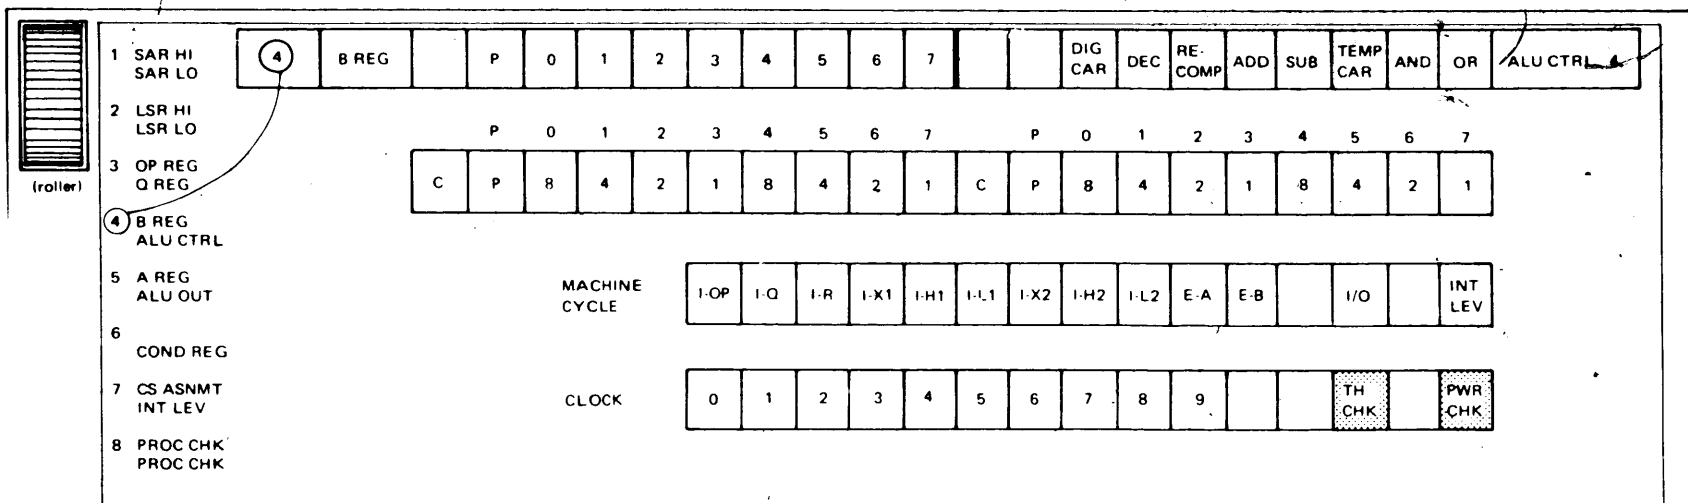 1 SAR HI
SAR LO
2 LSR HI
LSR LO
3 OP REG
Q REG
4 B REG
ALU CTRL
5 A REG
ALU OUT
6
COND REG
7 CS ASNMT
INT LEV
8 PROC CHK
PROC CHK
(roller)
4 B REG P 0 1 2 3 4 5 6 7 DIG CAR DEC RE-COMP ADD SUB TEMP CAR AND OR ALU CTRL 4
P 0 1 2 3 4 5 6 7 P 0 1 2 3 4 5 6 7
C P 8 4 2 1 8 4 2 1 C P 8 4 2 1 8 4 2 1
MACHINE
CYCLE
I-OP I-Q I-R I-X1 I-H1 I-L1 I-X2 I-H2 I-L2 E-A E-B I/O INT LEV
CLOCK 0 1 2 3 4 5 6 7 8 9 TH CHK PWR CHK